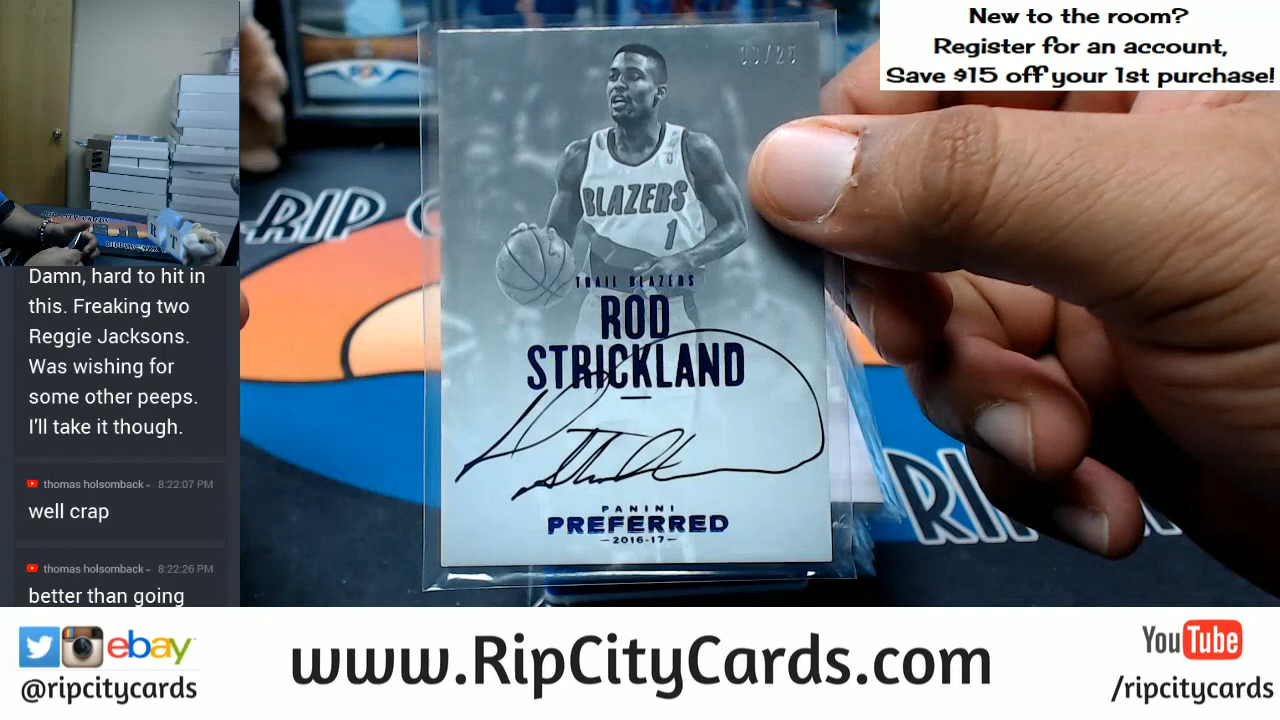 New to the room?
Register for an account,
Save $15 off your 1st purchase!
BLAZERS
1
TRAIL BLAZERS
ROD
STRICKLAND
PANINI
PREFERRED
2016-17
RIP
Damn, hard to hit in
this. Freaking two
Reggie Jacksons.
Was wishing for
some other peeps.
I'll take it though.
thomas holsomback 8:22:07 PM
well crap
thomas holsomback 8:22:26 PM
better than going
ebay
@ripcitycards
www.RipCityCards.com
YouTube
/ripcitycards